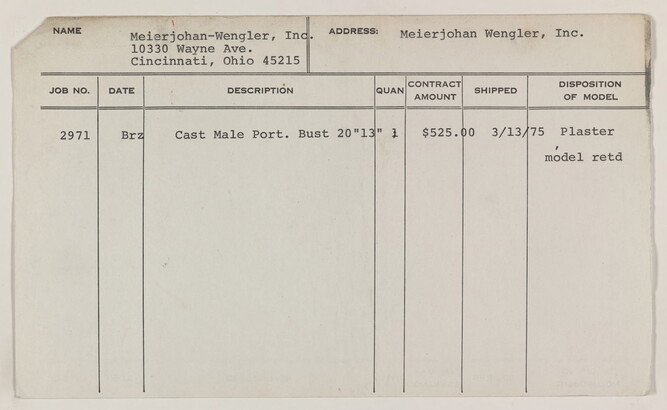 NAME Meierjohan-Wengler, Inc. ADDRESS: Meierjohan Wengler, Inc.
10330 Wayne Ave.
Cincinnati, Ohio 45215
JOB NO. DATE DESCRIPTION QUAN CONTRACT AMOUNT SHIPPED DISPOSITION OF MODEL
2971 Brz Cast Male Port. Bust 20"13" 1 $525.00 3/13/75 Plaster
model retd